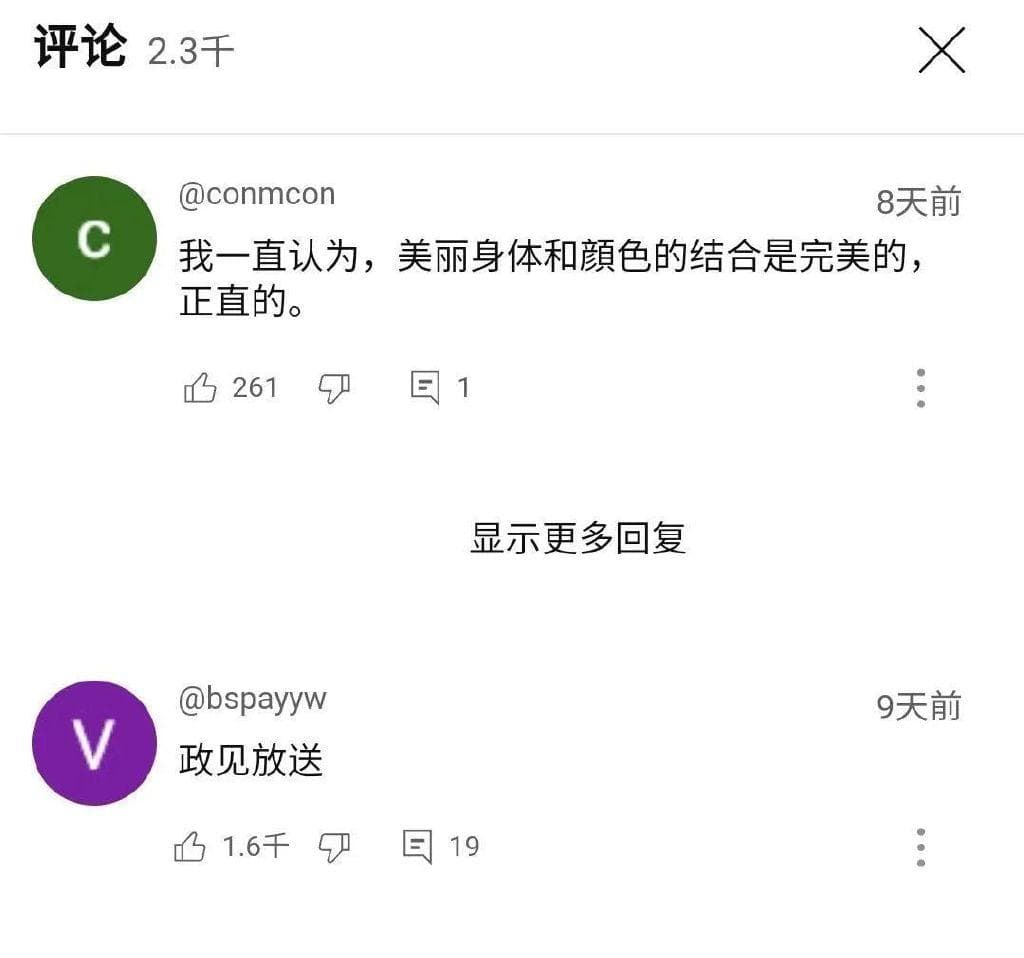 评论 2.3千
@conmcon 8天前
我一直认为，美丽身体和顔色的结合是完美的，
正直的。
261 1
显示更多回复
@bspayyw 9天前
政见放送
1.6千 19
C
V